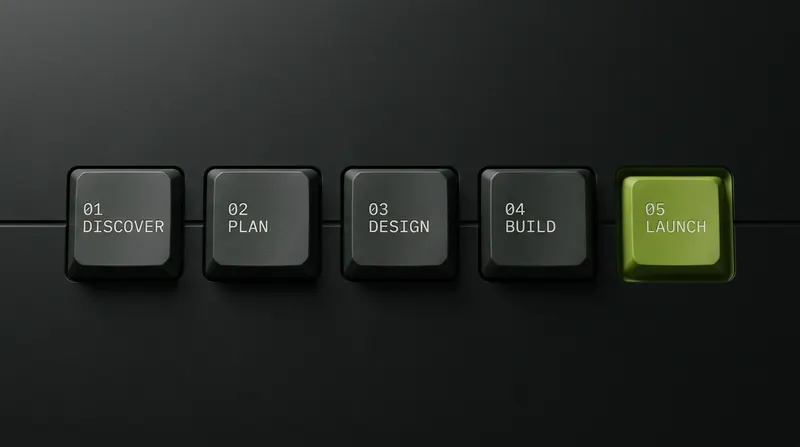 01
DISCOVER
02
PLAN
03
DESIGN
04
BUILD
05
LAUNCH